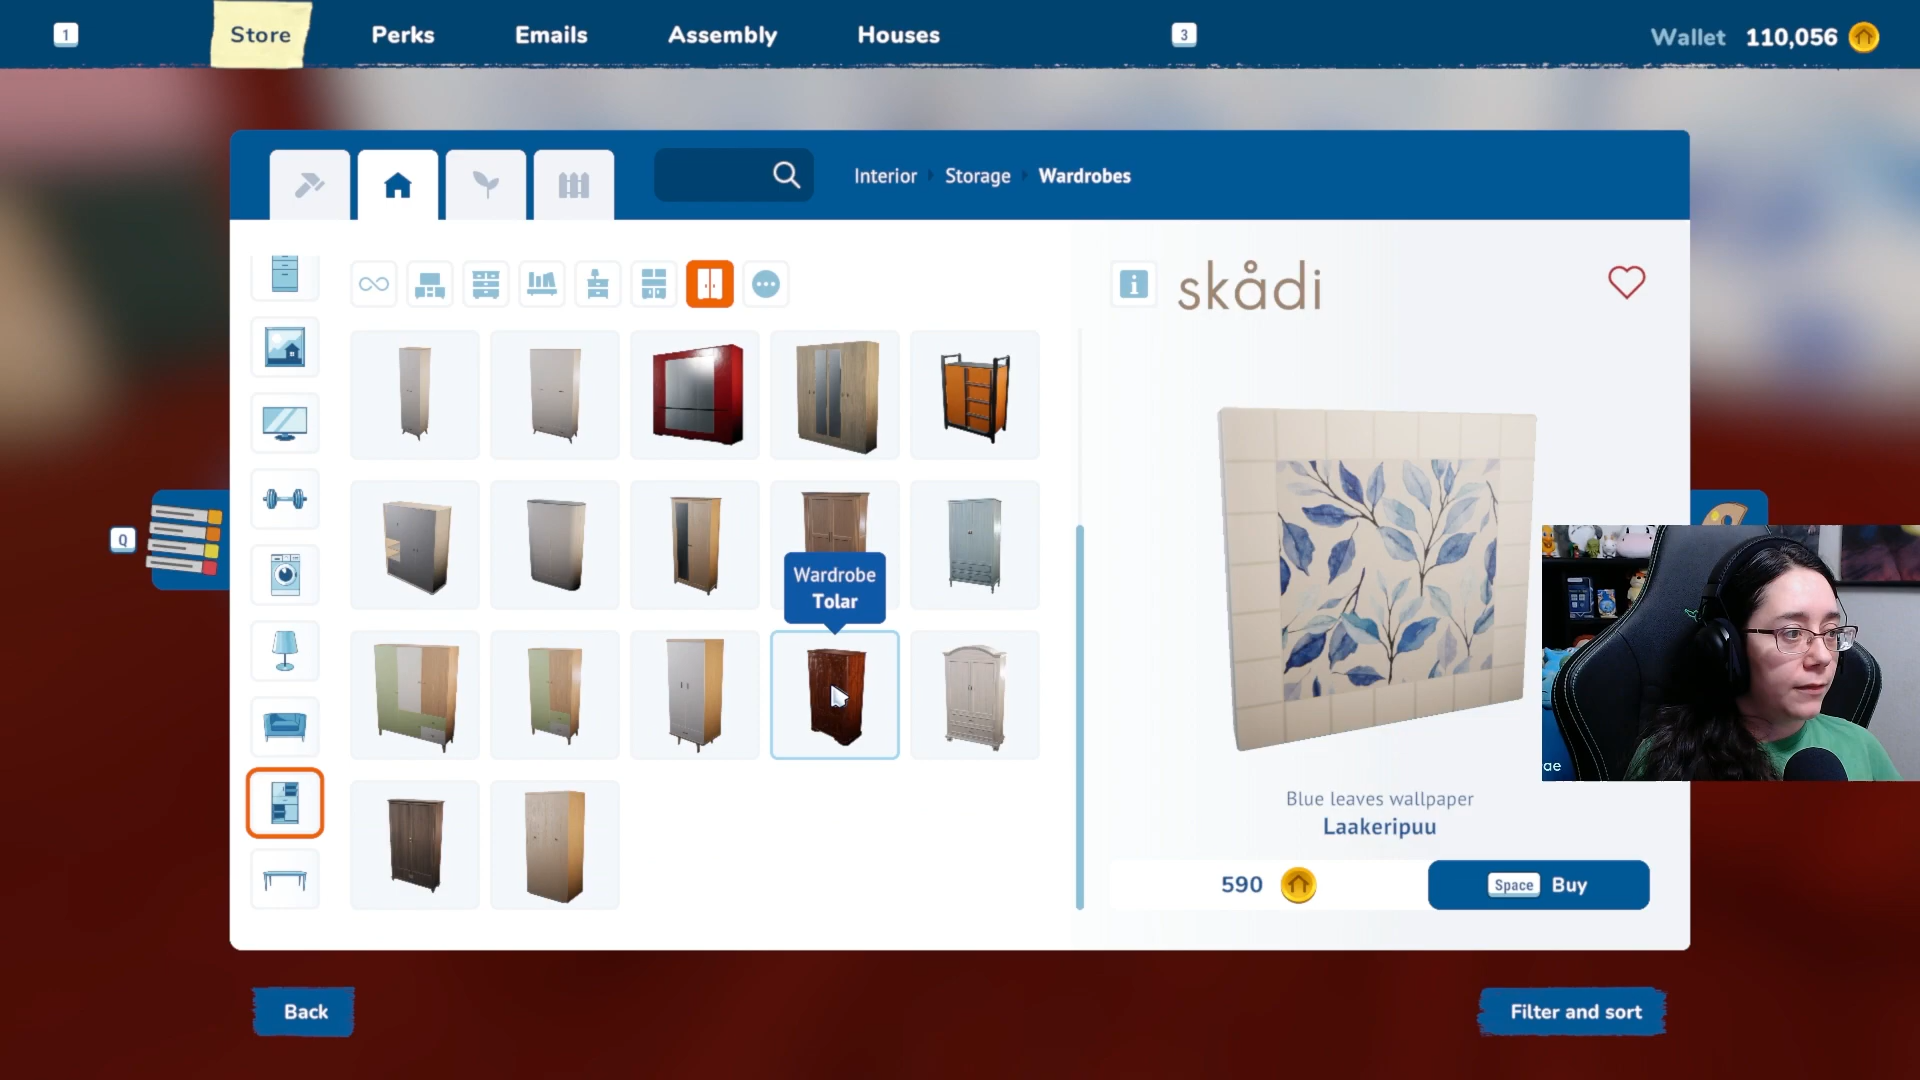 1
Store
Perks
Emails
Assembly
Houses
3
Wallet 110,056
Interior
Storage
Wardrobes
i
skådi
Q
Wardrobe
Tolar
ae
Blue leaves wallpaper
Laakeripuu
590
Space Buy
Back
Filter and sort